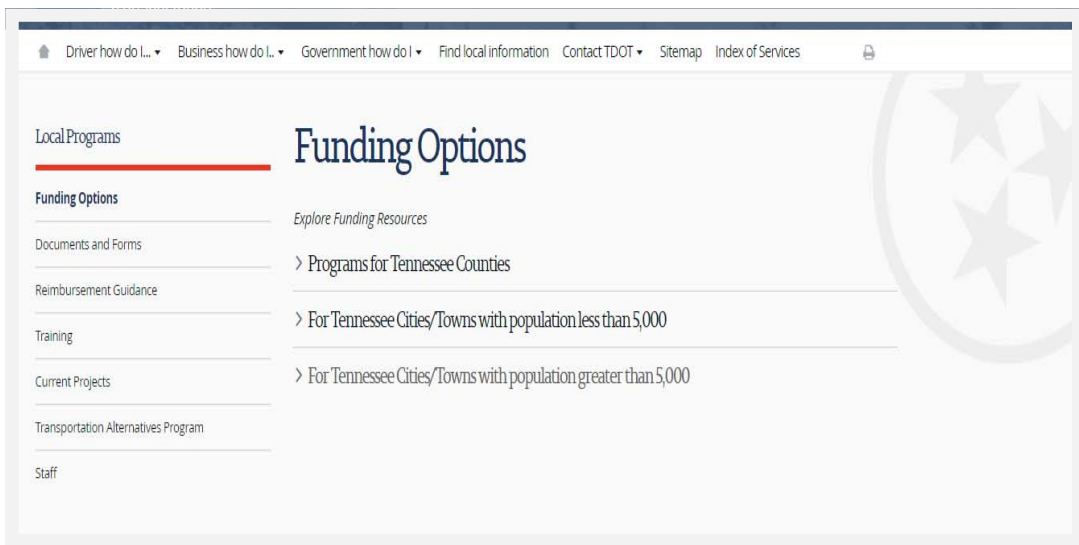 Driver how do I... Business how do I.. Government how do I Find local information Contact TDOT Sitemap Index of Services
Local Programs
Funding Options
Documents and Forms
Reimbursement Guidance
Training
Current Projects
Transportation Alternatives Program
Staff
Funding Options
Explore Funding Resources
Programs for Tennessee Counties
For Tennessee Cities/Towns with population less than 5,000
For Tennessee Cities/Towns with population greater than 5,000